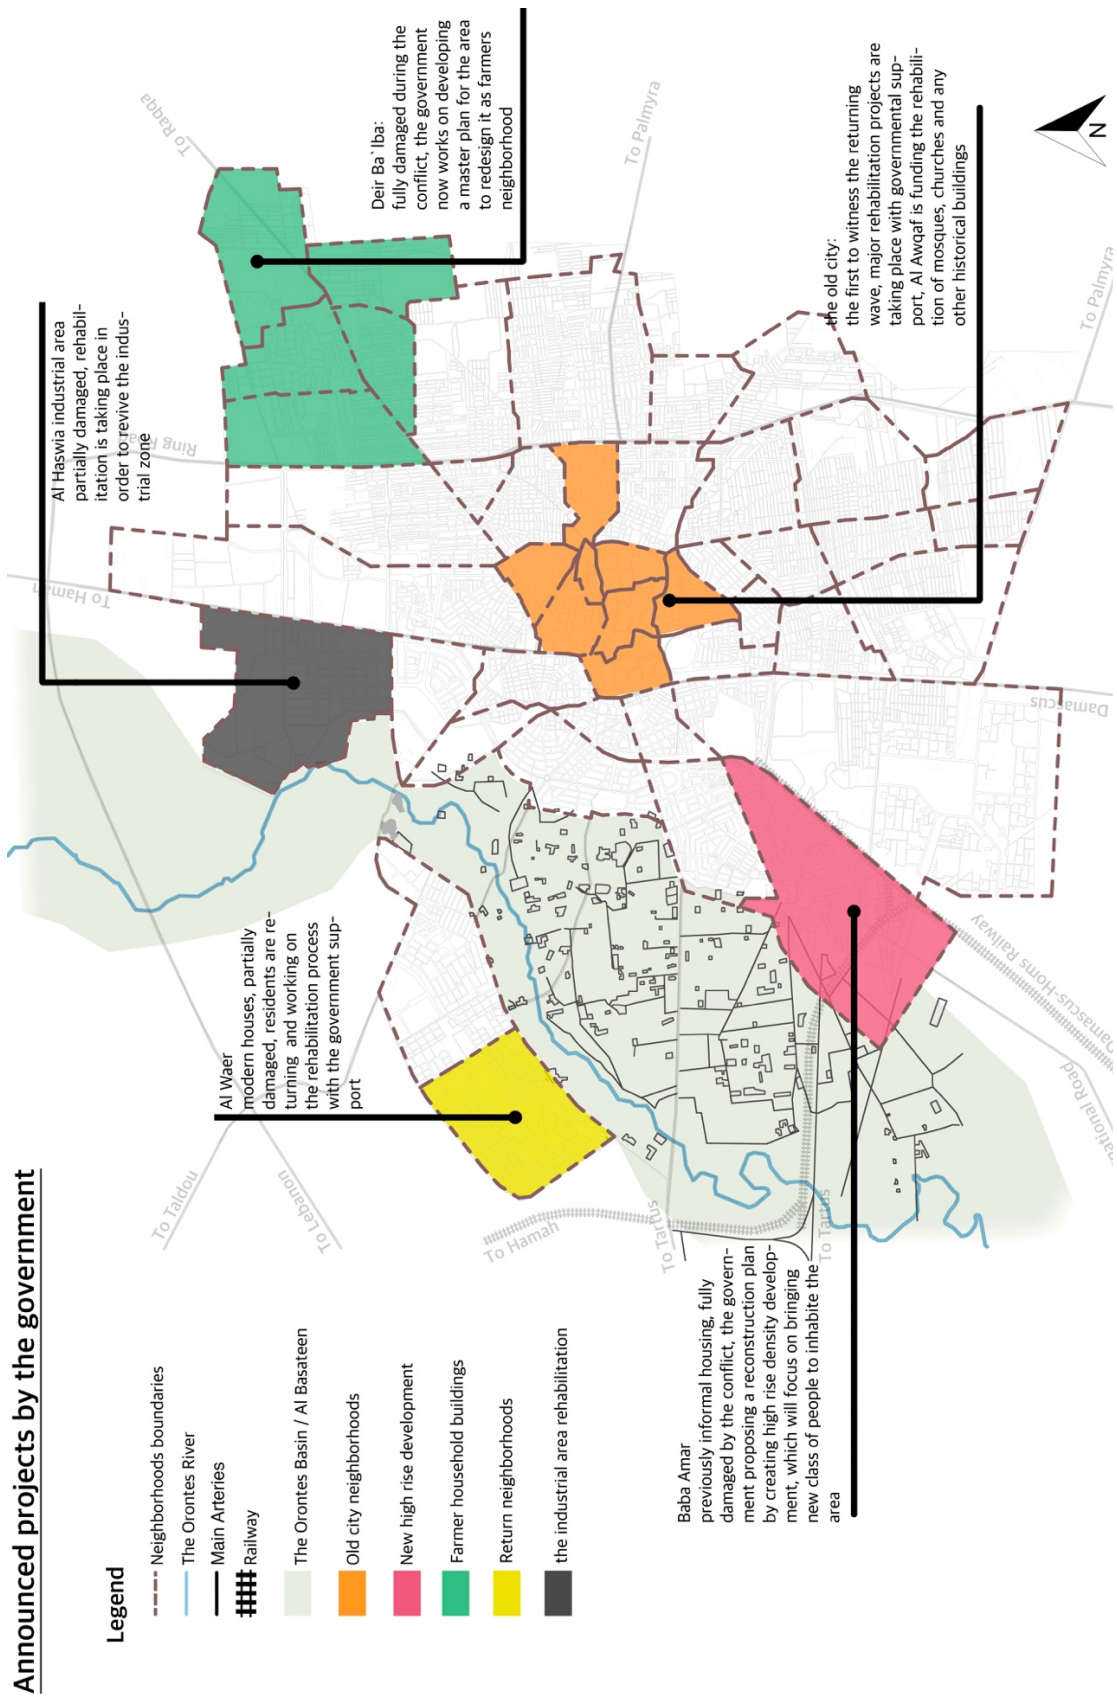 Announced projects by the government
Legend
Neighborhoods boundaries
The Orontes River
Main Arteries
Railway
The Orontes Basin / Al Basateen
Old city neighborhoods
New high rise development
Farmer household buildings
Return neighborhoods
the industrial area rehabilitation
Al Waer
modern houses, partially
damaged, residents are re-
turning and working on
the rehabilitation process
with the government sup-
port
Al Haswia industrial area
partially damaged, rehabil-
itation is taking place in
order to revive the indus-
trial zone
Deir Ba`lba:
fully damaged during the
conflict, the government
now works on developing
a master plan for the area
to redesign it as farmers
neighborhood
Baba Amar
previously informal housing, fully
damaged by the conflict, the govern-
ment proposing a reconstruction plan
by creating high rise density develop-
ment, which will focus on bringing
new class of people to inhabite the
area
the old city:
the first to witness the returning
wave, major rehabilitation projects are
taking place with governmental sup-
port, Al Awqaf is funding the rehabili-
tion of mosques, churches and any
other historical buildings
To Taldou
To Lebanon
To Hamah
To Tartus
To Tartus
To Hamah
Ring
To Raqqa
To Palmyra
To Palmyra
Damascus
amascus-Homs Railway
national Road
N